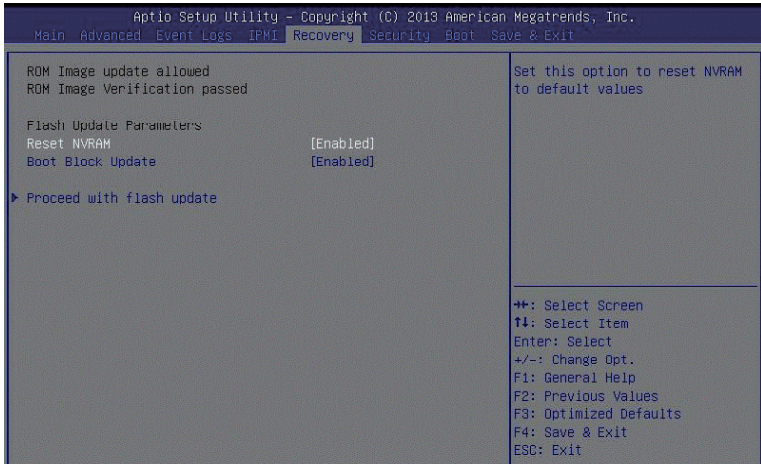 Aptio Setup Utility – Copyright (C) 2013 American Megatrends, Inc.
Main Advanced Event Logs IPMI Recovery Security Boot Save & Exit
ROM Image update allowed
ROM Image Verification passed
Flash Update Parameters
Reset NVRAM [Enabled]
Boot Block Update [Enabled]
Proceed with flash update
Set this option to reset NVRAM
to default values
→←: Select Screen
↑↓: Select Item
Enter: Select
+/-: Change Opt.
F1: General Help
F2: Previous Values
F3: Optimized Defaults
F4: Save & Exit
ESC: Exit